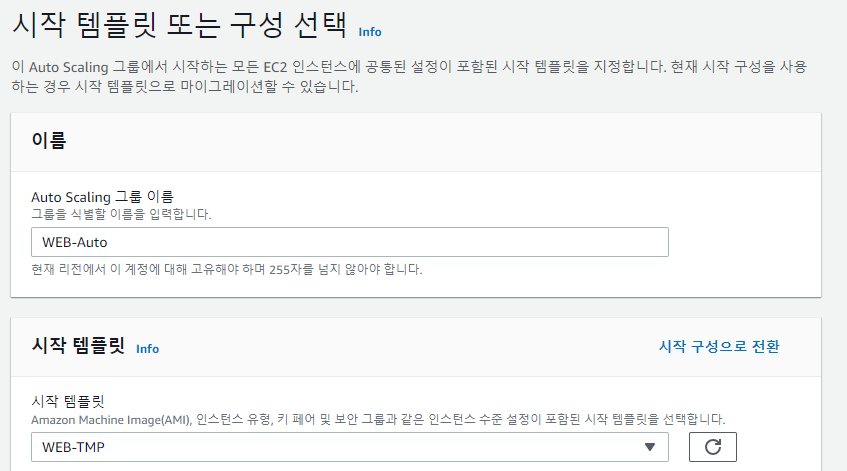 시작 템플릿 또는 구성 선택 Info
이 Auto Scaling 그룹에서 시작하는 모든 EC2 인스턴스에 공통된 설정이 포함된 시작 템플릿을 지정합니다. 현재 시작 구성을 사용
하는 경우 시작 템플릿으로 마이그레이션할 수 있습니다.
이름
Auto Scaling 그룹 이름
그룹을 식별할 이름을 입력합니다.
WEB-Auto
현재 리전에서 이 계정에 대해 고유해야 하며 255자를 넘지 않아야 합니다.
시작 템플릿 Info
시작 구성으로 전환
시작 템플릿
Amazon Machine Image(AMI), 인스턴스 유형, 키 페어 및 보안 그룹과 같은 인스턴스 수준 설정이 포함된 시작 템플릿을 선택합니다.
WEB-TMP